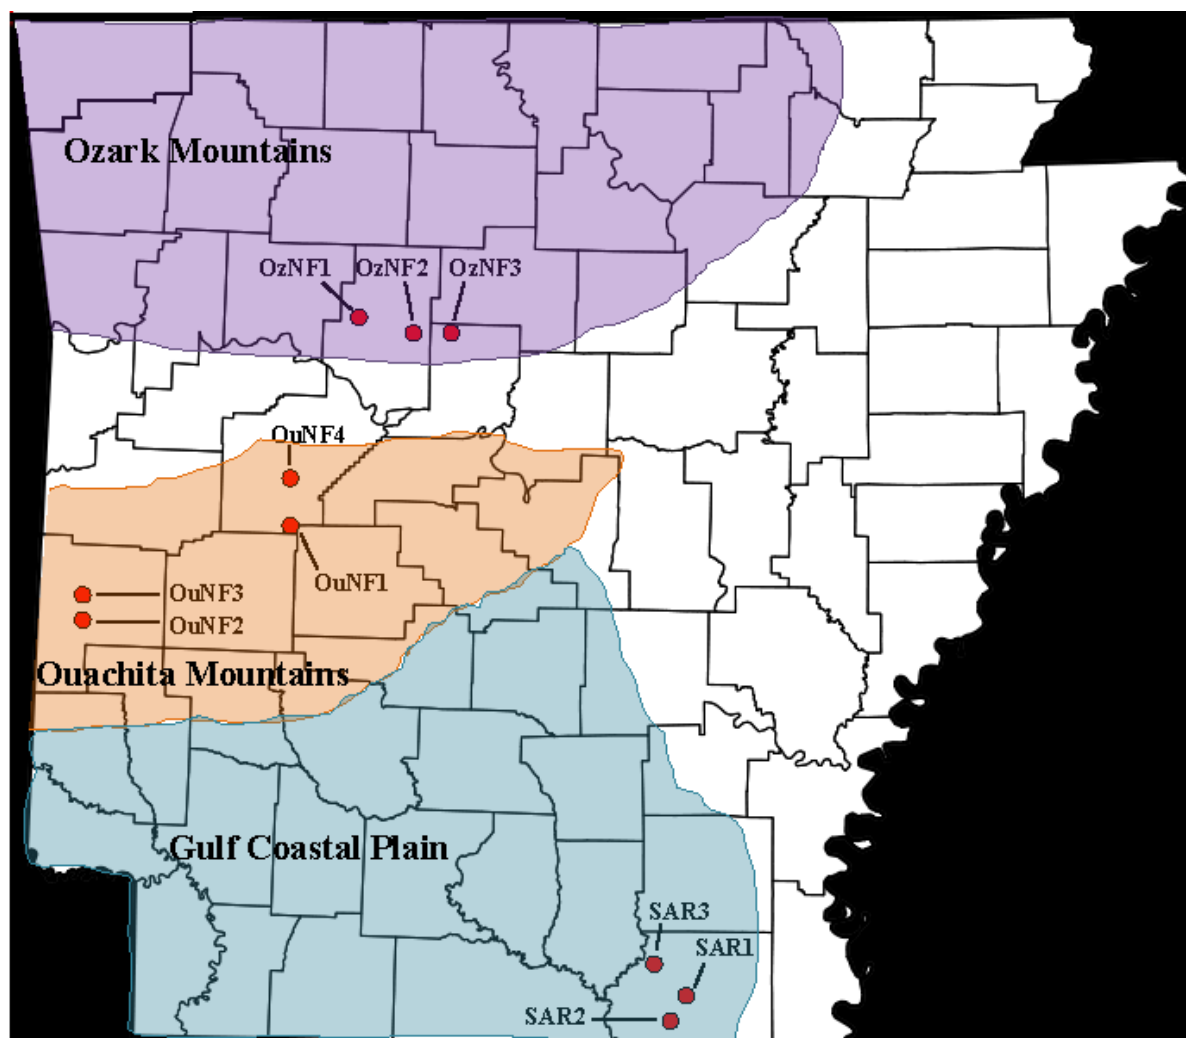 Ozark Mountains
OzNF1
OzNF2
OzNF3
OuNF4
OuNF1
OuNF3
OuNF2
Ouachita Mountains
Gulf Coastal Plain
SAR3
SAR1
SAR2